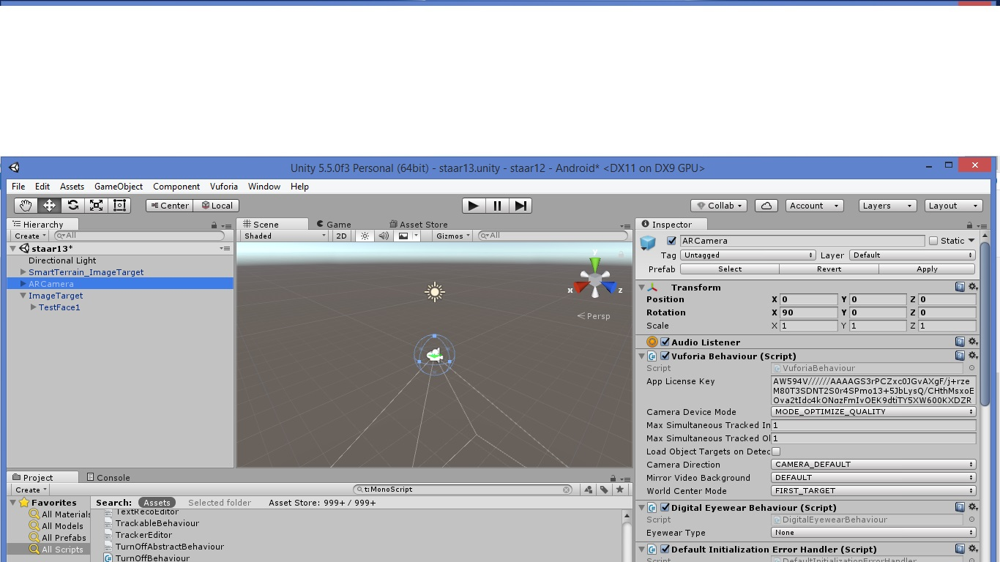 Unity 5.5.0f3 Personal (64bit) - staar13.unity - staar12 - Android* <DX11 on DX9 GPU>
File Edit Assets GameObject Component Vuforia Window Help
Center Local Collab Account Layers Layout
Hierarchy
Create All
staar13*
Directional Light
SmartTerrain_ImageTarget
ARCamera
ImageTarget
TestFace1
Scene Game Asset Store
Shaded 2D Gizmos All
y
x z
Persp
Inspector
ARCamera Static
Tag Untagged Layer Default
Prefab Select Revert Apply
Transform
Position X 0 Y 0 Z 0
Rotation X 90 Y 0 Z 0
Scale X 1 Y 1 Z 1
Audio Listener
Vuforia Behaviour (Script)
Script VuforiaBehaviour
App License Key AW594V//////AAAAGS3rPCZxc0JGvAXgF/j+rze
M80T3SDNT2S0r4SPmo13+5JbLysQ/CHthMsxoE
Camera Device Mode MODE_OPTIMIZE_QUALITY
Max Simultaneous Tracked 1
Max Simultaneous Tracked 1
Load Object Targets on Detec
Camera Direction CAMERA_DEFAULT
Mirror Video Background DEFAULT
World Center Mode FIRST_TARGET
Digital Eyewear Behaviour (Script)
Script DigitalEyewearBehaviour
Eyewear Type None
Default Initialization Error Handler (Script)
Script DefaultInitializationErrorHandler
Project Console
Create t:MonoScript
Favorites
All Materials
All Models
All Prefabs
All Scripts
Search: Assets Selected folder Asset Store: 999+ / 999+
TextRecoEditor
TrackableBehaviour
TrackerEditor
TurnOffAbstractBehaviour
TurnOffBehaviour